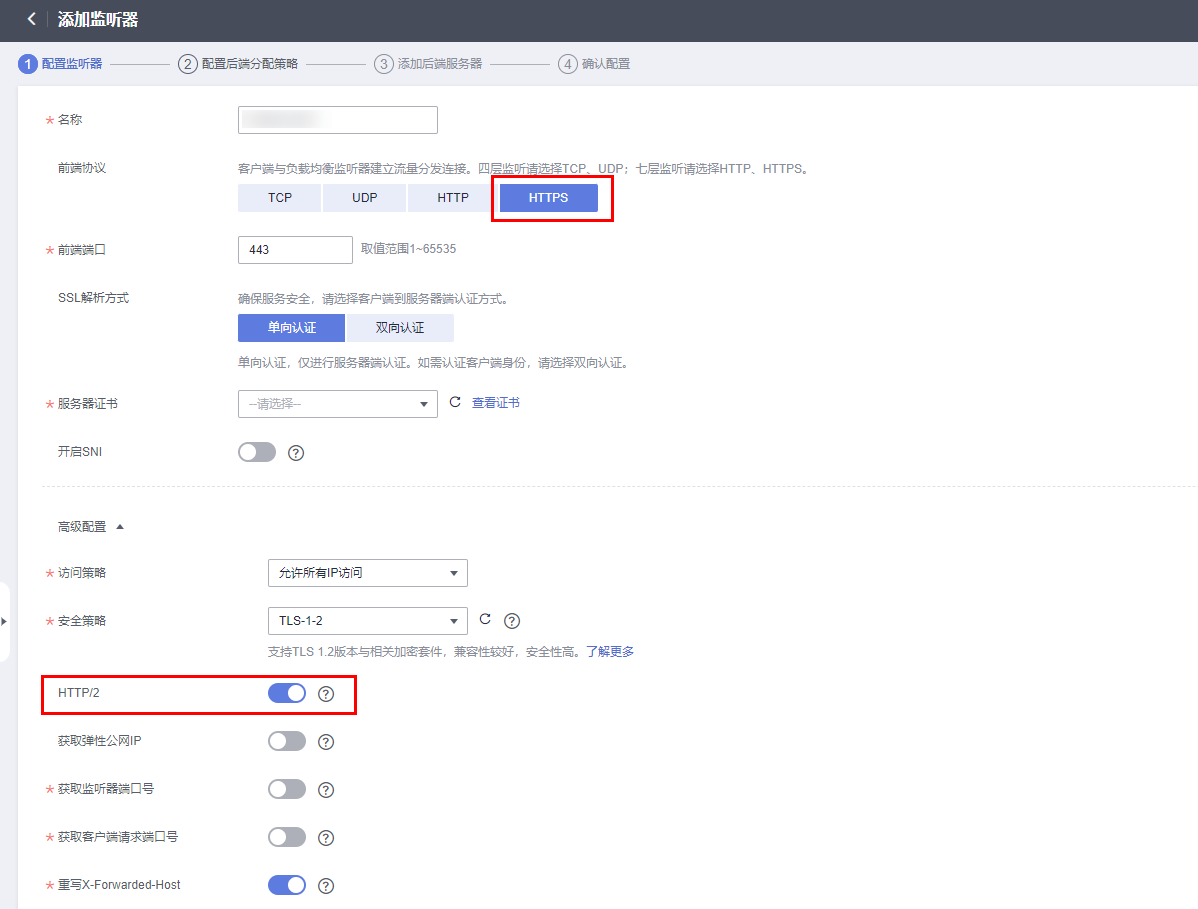 添加监听器
1 配置监听器 2 配置后端分配策略 3 添加后端服务器 4 确认配置
* 名称
前端协议 客户端与负载均衡监听器建立流量分发连接。四层监听请选择TCP、UDP；七层监听请选择HTTP、HTTPS。
TCP UDP HTTP HTTPS
* 前端端口 443 取值范围1~65535
SSL解析方式 确保服务安全，请选择客户端到服务器端认证方式。
单向认证 双向认证
单向认证，仅进行服务器端认证。如需认证客户端身份，请选择双向认证。
* 服务器证书 --请选择-- 查看证书
开启SNI ?
高级配置
* 访问策略 允许所有IP访问
* 安全策略 TLS-1-2 ?
支持TLS 1.2版本与相关加密套件，兼容性较好，安全性高。了解更多
HTTP/2 ?
获取弹性公网IP ?
* 获取监听器端口号 ?
* 获取客户端请求端口号 ?
* 重写X-Forwarded-Host ?